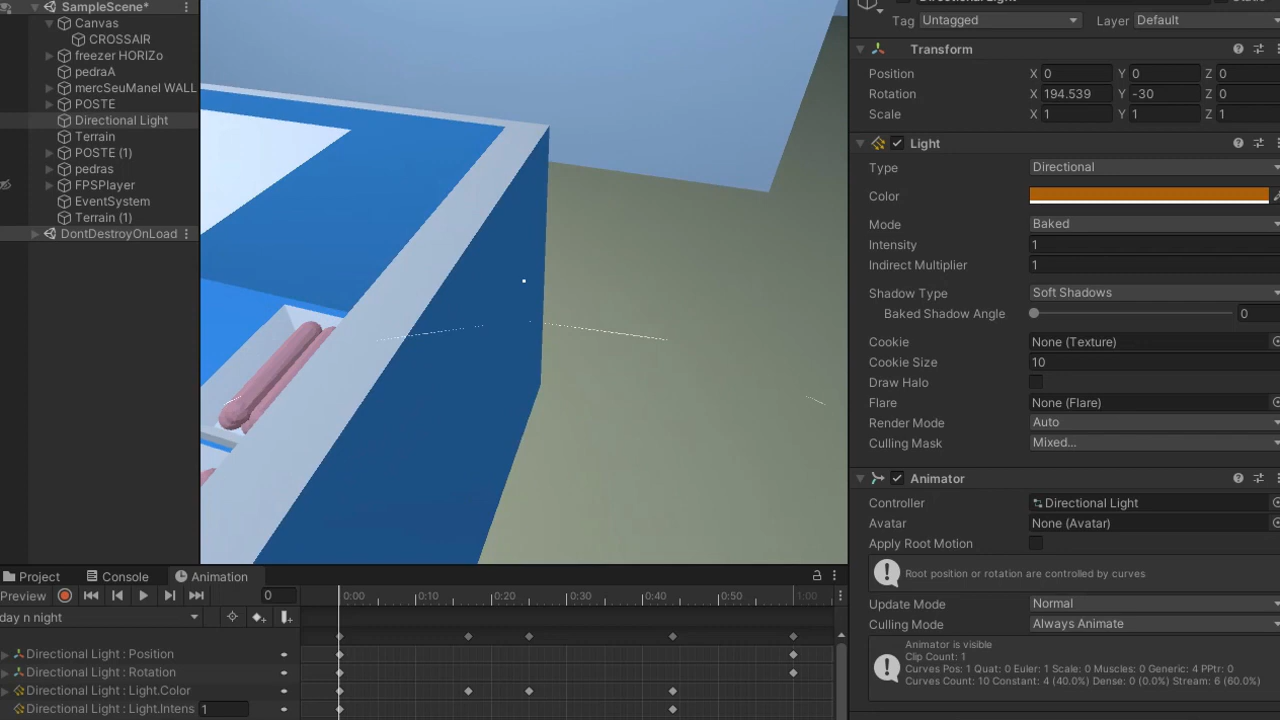 SampleScene*
Canvas
CROSSAIR
freezer HORIZo
pedraA
mercSeuManel WALL
POSTE
Directional Light
Terrain
POSTE (1)
pedras
FPSPlayer
EventSystem
Terrain (1)
DontDestroyOnLoad
Directional Light
Tag Untagged Layer Default
Transform
Position X 0 Y 0 Z 0
Rotation X 194.539 Y -30 Z 0
Scale X 1 Y 1 Z 1
Light
Type Directional
Color
Mode Baked
Intensity 1
Indirect Multiplier 1
Shadow Type Soft Shadows
Baked Shadow Angle 0
Cookie None (Texture)
Cookie Size 10
Draw Halo
Flare None (Flare)
Render Mode Auto
Culling Mask Mixed...
Animator
Controller Directional Light
Avatar None (Avatar)
Apply Root Motion
Root position or rotation are controlled by curves
Update Mode Normal
Culling Mode Always Animate
Animator is visible
Clip Count: 1
Curves Pos: 1 Quat: 0 Euler: 1 Scale: 0 Muscles: 0 Generic: 4 PPtr: 0
Curves Count: 10 Constant: 4 (40.0%) Dense: 0 (0.0%) Stream: 6 (60.0%)
Project Console Animation
Preview 0 0:00 0:10 0:20 0:30 0:40 0:50 1:00
day n night
Directional Light : Position
Directional Light : Rotation
Directional Light : Light.Color
Directional Light : Light.Intens 1